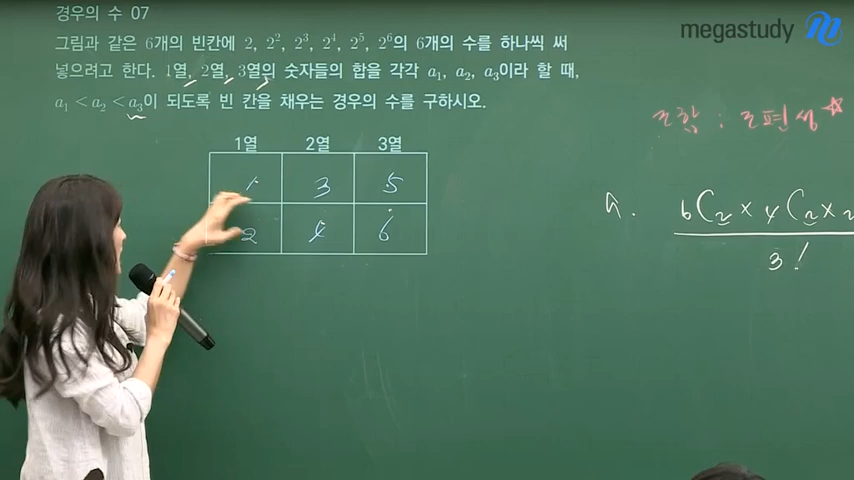 경우의 수 07
megastudy
그림과 같은 6개의 빈칸에 2, 2², 2³, 2⁴, 2⁵, 2⁶의 6개의 수를 하나씩 써
넣으려고 한다. 1열, 2열, 3열의 숫자들의 합을 각각 a₁, a₂, a₃이라 할 때,
a₁ < a₂ < a₃이 되도록 빈 칸을 채우는 경우의 수를 구하시오.
조합 : 조편성 ☆
1열 2열 3열
1 3 5
2 4 6
₆C₂ × ₄C₂ × ₂
3!